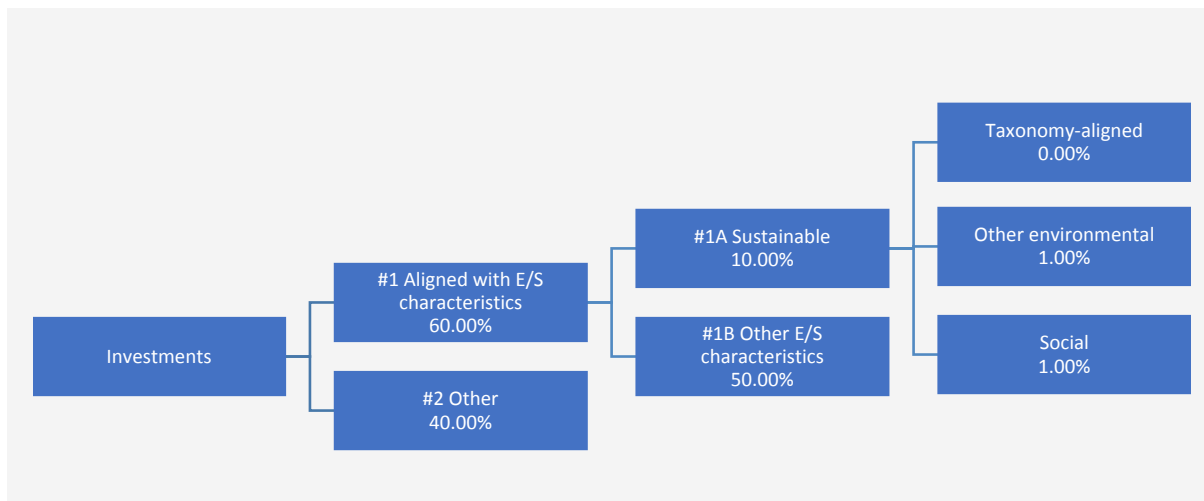 Investments
#1 Aligned with E/S
characteristics
60.00%
#2 Other
40.00%
#1A Sustainable
10.00%
#1B Other E/S
characteristics
50.00%
Taxonomy-aligned
0.00%
Other environmental
1.00%
Social
1.00%